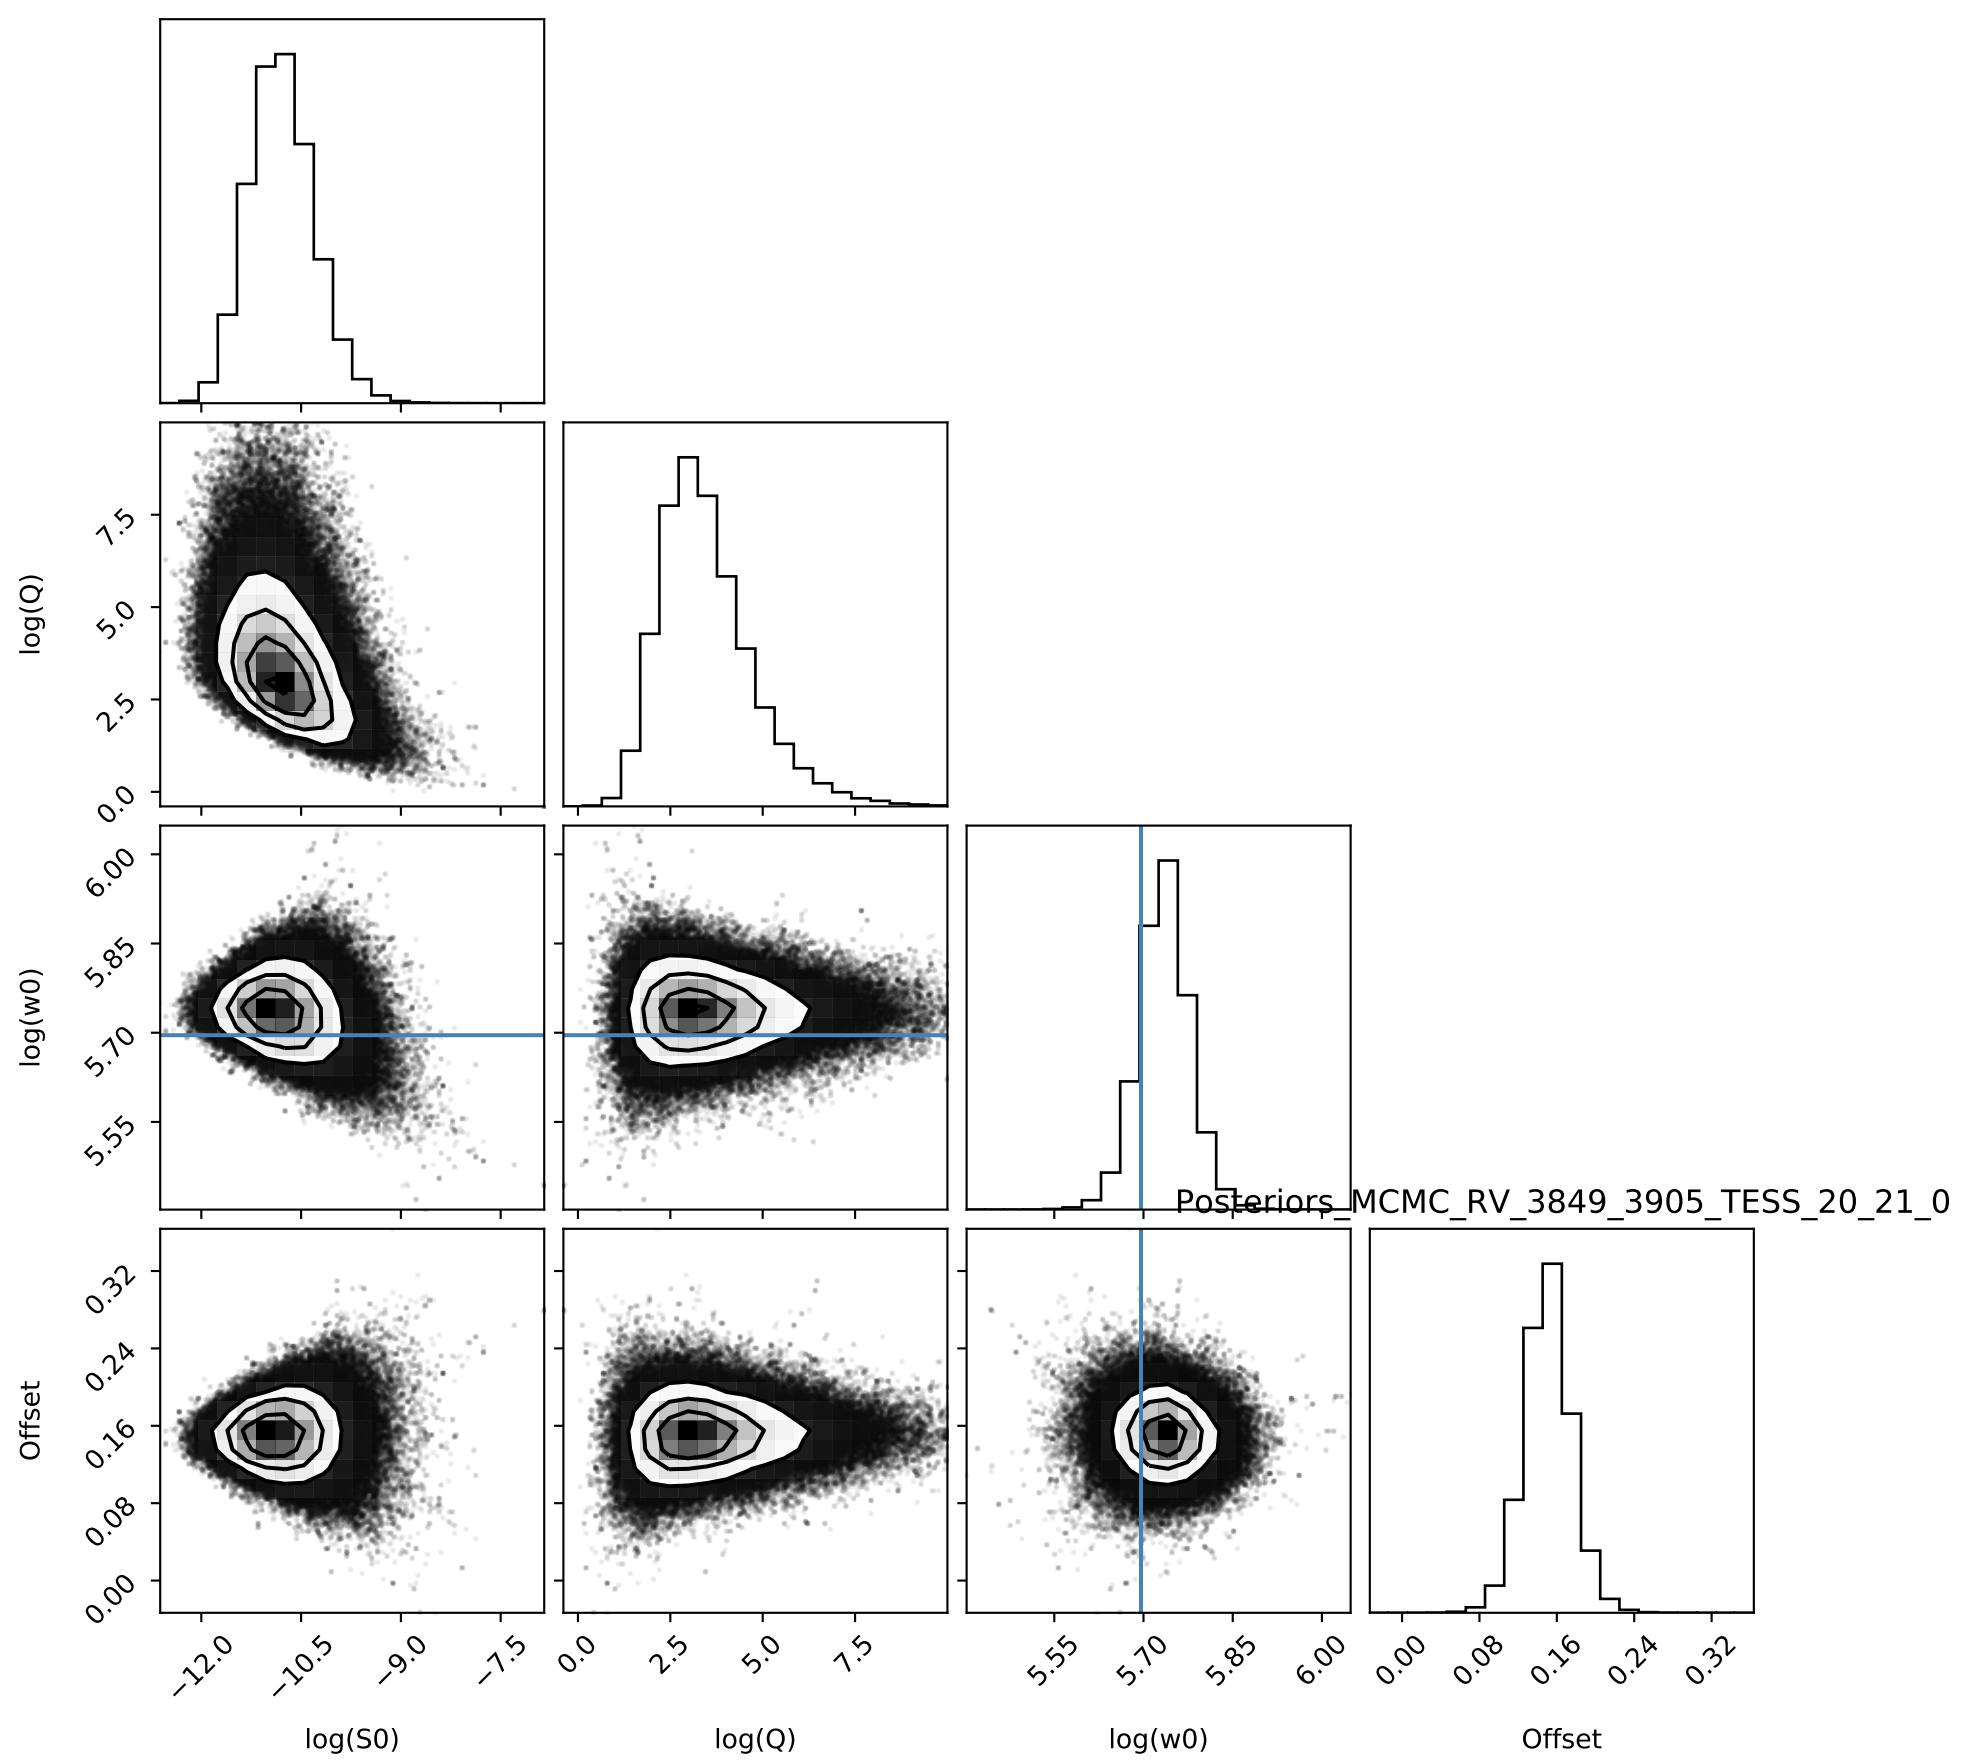 log(Q)
7.5
5.0
2.5
0.0
log(w0)
6.00
5.85
5.70
5.55
Posteriors_MCMC_RV_3849_3905_TESS_20_21_0
Offset
0.32
0.24
0.16
0.08
0.00
−12.0 −10.5 −9.0 −7.5 0.0 2.5 5.0 7.5 5.55 5.70 5.85 6.00 0.00 0.08 0.16 0.24 0.32
log(S0) log(Q) log(w0) Offset